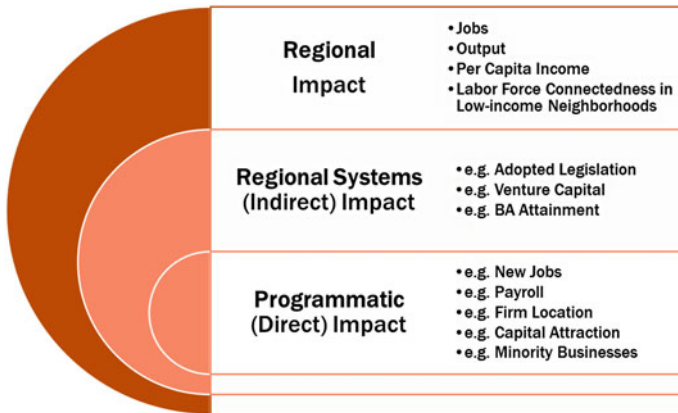 Regional
Impact
• Jobs
• Output
• Per Capita Income
• Labor Force Connectedness in
Low-income Neighborhoods
Regional Systems
(Indirect) Impact
• e.g. Adopted Legislation
• e.g. Venture Capital
• e.g. BA Attainment
Programmatic
(Direct) Impact
• e.g. New Jobs
• e.g. Payroll
• e.g. Firm Location
• e.g. Capital Attraction
• e.g. Minority Businesses